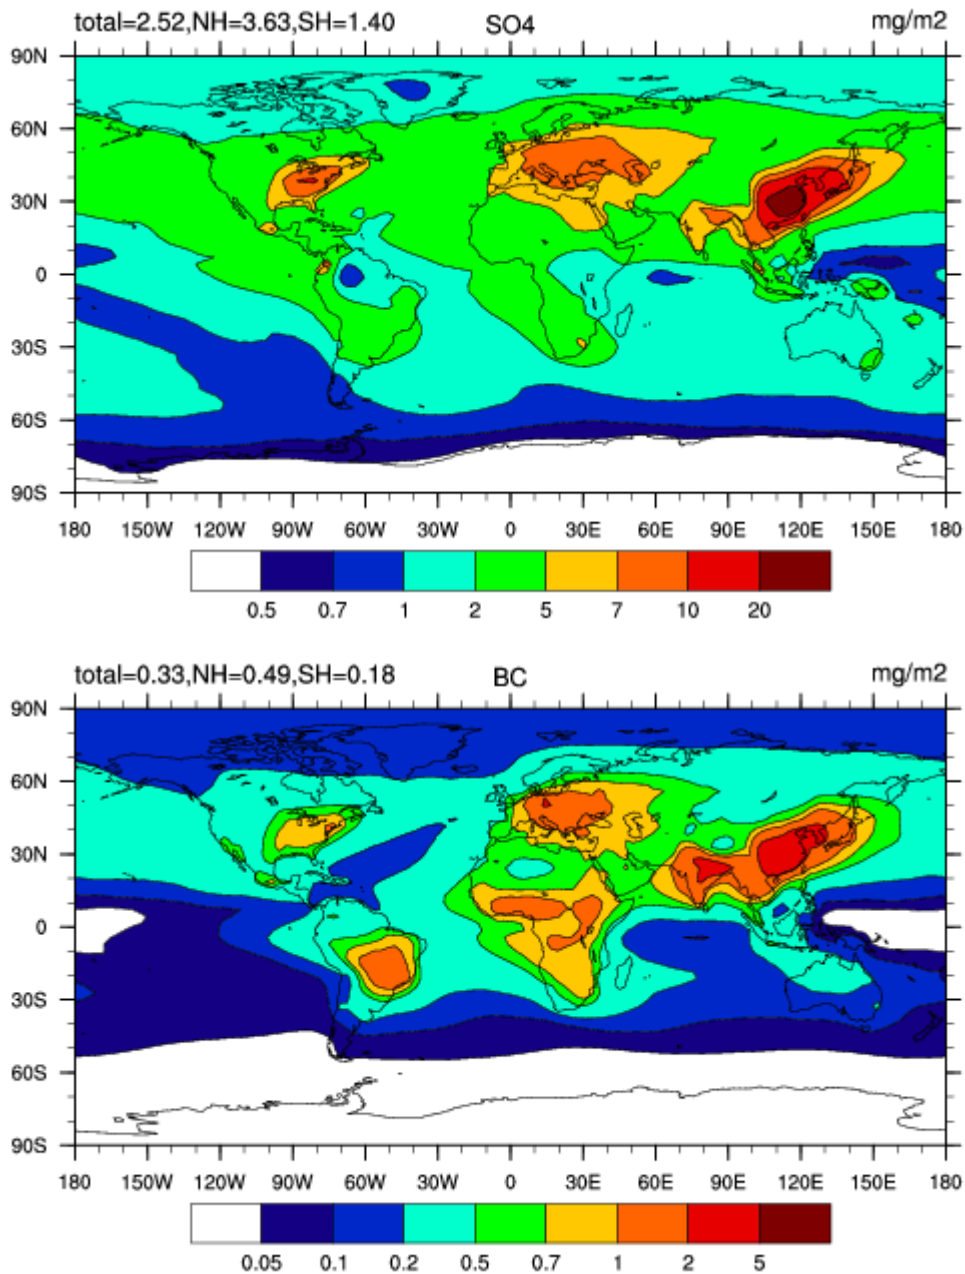 total=2.52,NH=3.63,SH=1.40 SO4 mg/m2
90N
60N
30N
0
30S
60S
90S
180 150W 120W 90W 60W 30W 0 30E 60E 90E 120E 150E 180
0.5 0.7 1 2 5 7 10 20
total=0.33,NH=0.49,SH=0.18 BC mg/m2
90N
60N
30N
0
30S
60S
90S
180 150W 120W 90W 60W 30W 0 30E 60E 90E 120E 150E 180
0.05 0.1 0.2 0.5 0.7 1 2 5